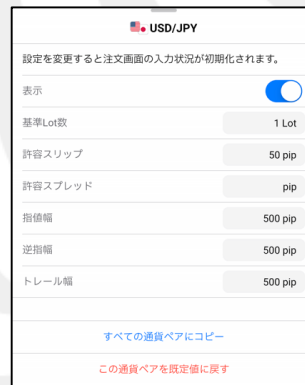 USD/JPY
設定を変更すると注文画面の入力状況が初期化されます。
表示
基準Lot数 1 Lot
許容スリップ 50 pip
許容スプレッド pip
指値幅 500 pip
逆指幅 500 pip
トレール幅 500 pip
すべての通貨ペアにコピー
この通貨ペアを既定値に戻す